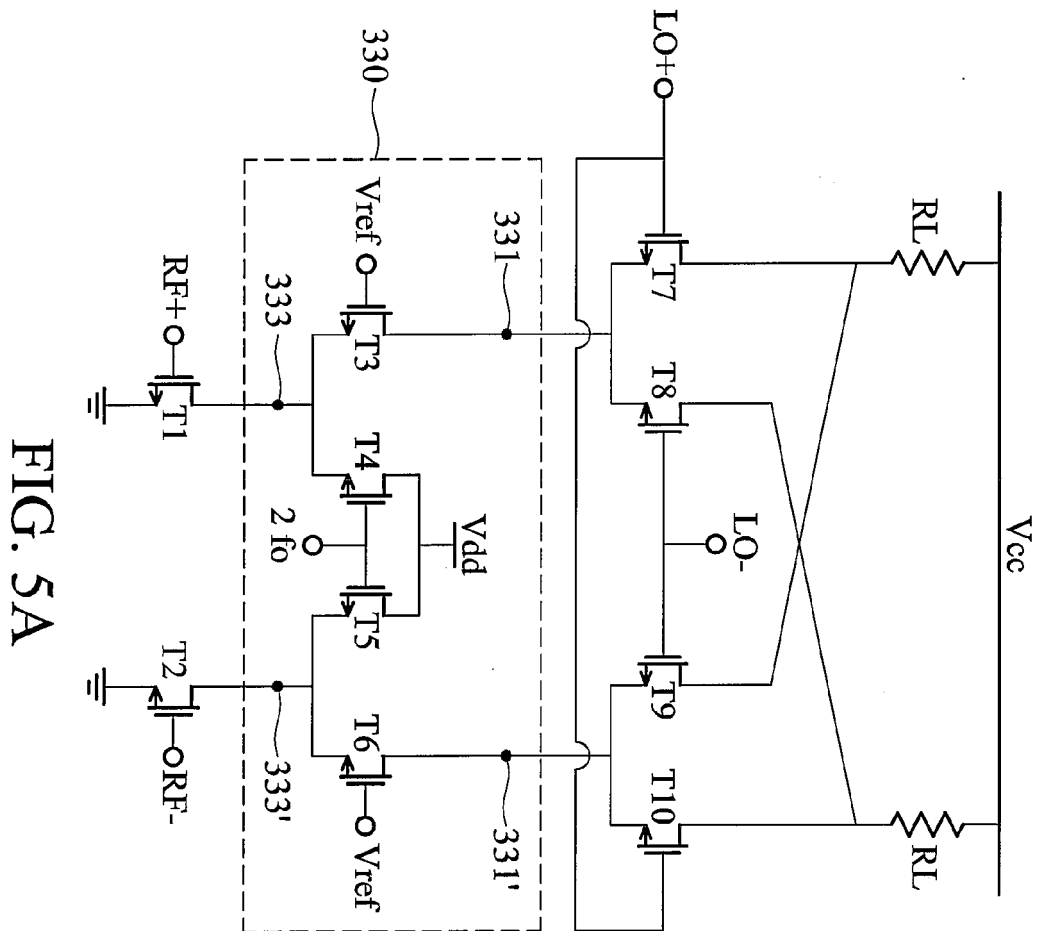 Vcc
RL
RL
LO+
T7
T8
LO-
T9
T10
331
331'
330
Vref
T3
T4
Vdd
2 fo
T5
T6
Vref
333
333'
RF+
T1
T2
RF-
FIG. 5A